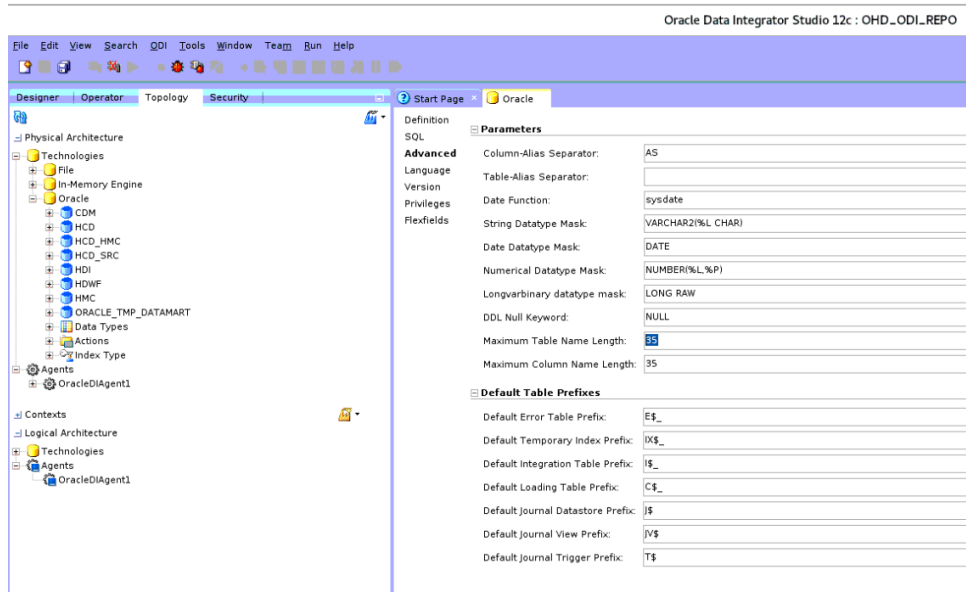 Oracle Data Integrator Studio 12c : OHD_ODI_REPO
File Edit View Search ODI Tools Window Team Run Help
Designer Operator Topology Security
Physical Architecture
Technologies
File
In-Memory Engine
Oracle
CDM
HCD
HCD_HMC
HCD_SRC
HDI
HDWF
HMC
ORACLE_TMP_DATAMART
Data Types
Actions
Index Type
Agents
OracleDIAgent1
Contexts
Logical Architecture
Technologies
Agents
OracleDIAgent1
Start Page Oracle
Definition
SQL
Advanced
Language
Version
Privileges
Flexfields
Parameters
Column-Alias Separator: AS
Table-Alias Separator:
Date Function: sysdate
String Datatype Mask: VARCHAR2(%L CHAR)
Date Datatype Mask: DATE
Numerical Datatype Mask: NUMBER(%L,%P)
Longvarbinary datatype mask: LONG RAW
DDL Null Keyword: NULL
Maximum Table Name Length: 35
Maximum Column Name Length: 35
Default Table Prefixes
Default Error Table Prefix: E$_
Default Temporary Index Prefix: IX$_
Default Integration Table Prefix: I$_
Default Loading Table Prefix: C$_
Default Journal Datastore Prefix: J$
Default Journal View Prefix: JV$
Default Journal Trigger Prefix: T$